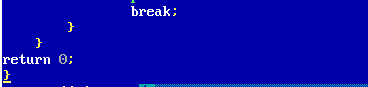 break;
}
}
return 0;
}